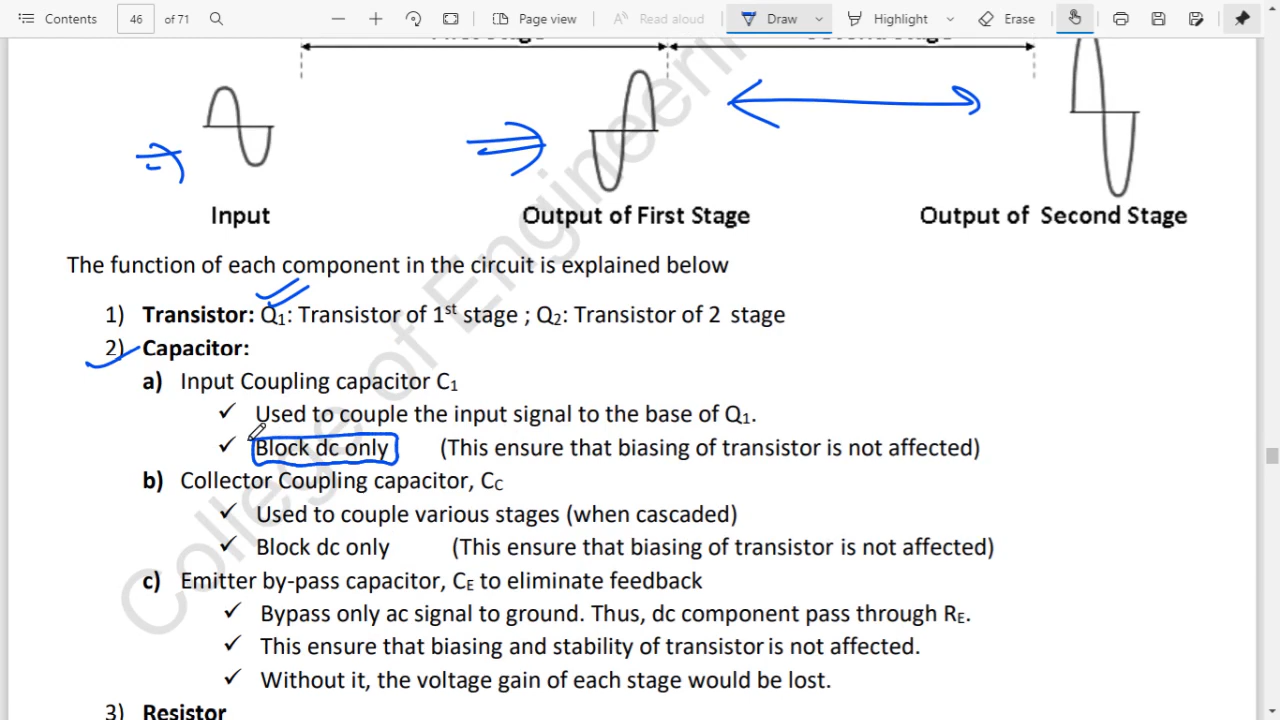 Contents 46 of 71 Page view Read aloud Draw Highlight Erase
Input Output of First Stage Output of Second Stage
The function of each component in the circuit is explained below
1) Transistor: Q1: Transistor of 1st stage ; Q2: Transistor of 2 stage
2) Capacitor:
a) Input Coupling capacitor C1
✓ Used to couple the input signal to the base of Q1.
✓ Block dc only (This ensure that biasing of transistor is not affected)
b) Collector Coupling capacitor, CC
✓ Used to couple various stages (when cascaded)
✓ Block dc only (This ensure that biasing of transistor is not affected)
c) Emitter by-pass capacitor, CE to eliminate feedback
✓ Bypass only ac signal to ground. Thus, dc component pass through RE.
✓ This ensure that biasing and stability of transistor is not affected.
✓ Without it, the voltage gain of each stage would be lost.
3) Resistor
College of Engineerin